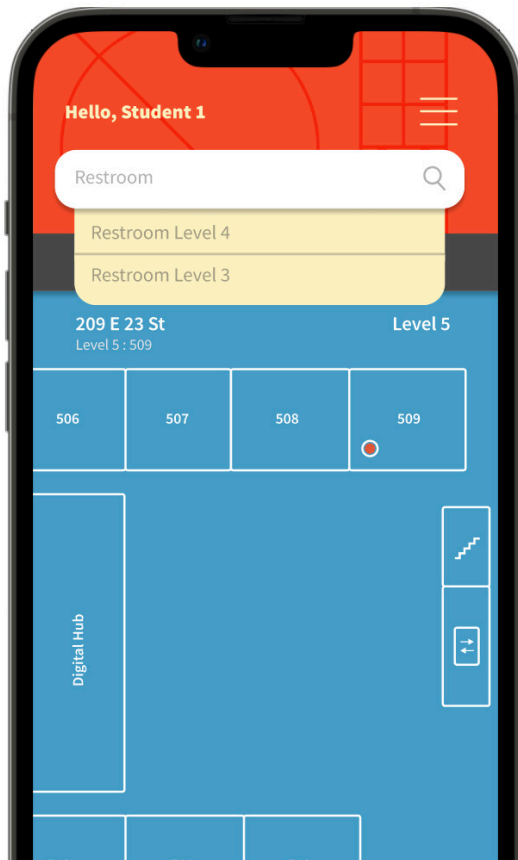 Hello, Student 1
Restroom
Restroom Level 4
Restroom Level 3
209 E 23 St
Level 5
Level 5 : 509
506
507
508
509
Digital Hub